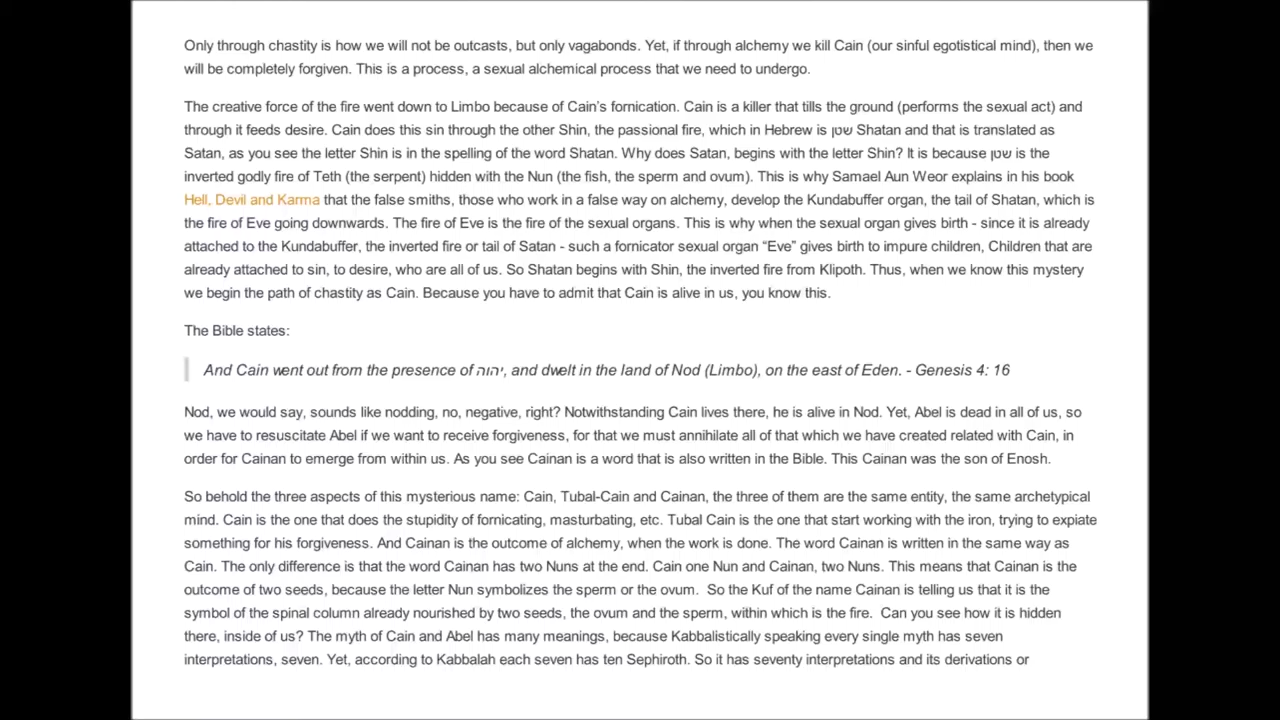 Only through chastity is how we will not be outcasts, but only vagabonds. Yet, if through alchemy we kill Cain (our sinful egotistical mind), then we
will be completely forgiven. This is a process, a sexual alchemical process that we need to undergo.
The creative force of the fire went down to Limbo because of Cain's fornication. Cain is a killer that tills the ground (performs the sexual act) and
through it feeds desire. Cain does this sin through the other Shin, the passional fire, which in Hebrew is שטן Shatan and that is translated as
Satan, as you see the letter Shin is in the spelling of the word Shatan. Why does Satan, begins with the letter Shin? It is because שטן is the
inverted godly fire of Teth (the serpent) hidden with the Nun (the fish, the sperm and ovum). This is why Samael Aun Weor explains in his book
Hell, Devil and Karma that the false smiths, those who work in a false way on alchemy, develop the Kundabuffer organ, the tail of Shatan, which is
the fire of Eve going downwards. The fire of Eve is the fire of the sexual organs. This is why when the sexual organ gives birth - since it is already
attached to the Kundabuffer, the inverted fire or tail of Satan - such a fornicator sexual organ “Eve” gives birth to impure children, Children that are
already attached to sin, to desire, who are all of us. So Shatan begins with Shin, the inverted fire from Klipoth. Thus, when we know this mystery
we begin the path of chastity as Cain. Because you have to admit that Cain is alive in us, you know this.
The Bible states:
And Cain went out from the presence of יהוה, and dwelt in the land of Nod (Limbo), on the east of Eden. - Genesis 4: 16
Nod, we would say, sounds like nodding, no, negative, right? Notwithstanding Cain lives there, he is alive in Nod. Yet, Abel is dead in all of us, so
we have to resuscitate Abel if we want to receive forgiveness, for that we must annihilate all of that which we have created related with Cain, in
order for Cainan to emerge from within us. As you see Cainan is a word that is also written in the Bible. This Cainan was the son of Enosh.
So behold the three aspects of this mysterious name: Cain, Tubal-Cain and Cainan, the three of them are the same entity, the same archetypical
mind. Cain is the one that does the stupidity of fornicating, masturbating, etc. Tubal Cain is the one that start working with the iron, trying to expiate
something for his forgiveness. And Cainan is the outcome of alchemy, when the work is done. The word Cainan is written in the same way as
Cain. The only difference is that the word Cainan has two Nuns at the end. Cain one Nun and Cainan, two Nuns. This means that Cainan is the
outcome of two seeds, because the letter Nun symbolizes the sperm or the ovum.  So the Kuf of the name Cainan is telling us that it is the
symbol of the spinal column already nourished by two seeds, the ovum and the sperm, within which is the fire.  Can you see how it is hidden
there, inside of us? The myth of Cain and Abel has many meanings, because Kabbalistically speaking every single myth has seven
interpretations, seven. Yet, according to Kabbalah each seven has ten Sephiroth. So it has seventy interpretations and its derivations or